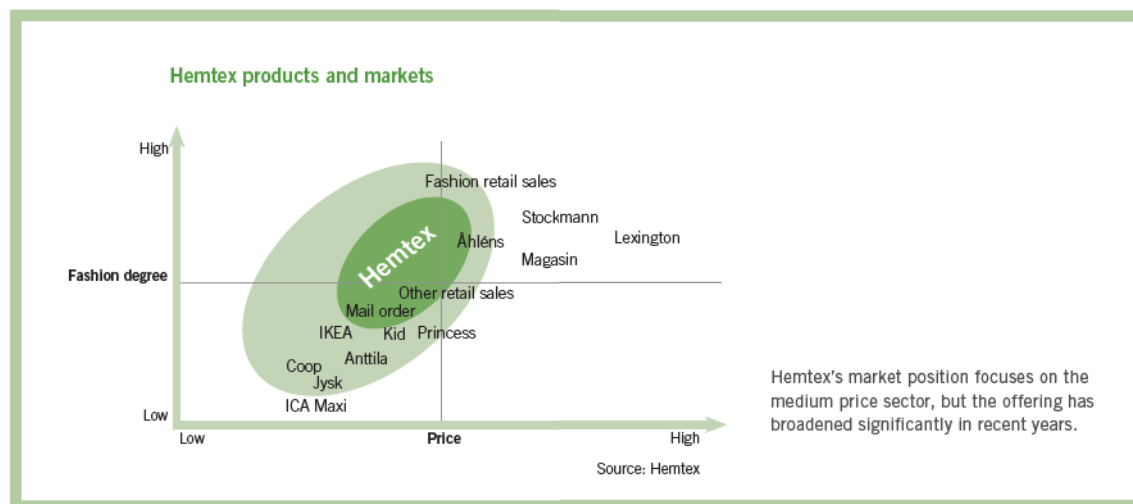 Hemtex products and markets
High
Fashion retail sales
Stockmann
Lexington
Åhléns
Magasin
Hemtex
Fashion degree
Other retail sales
Mail order
IKEA
Kid
Princess
Anttila
Coop
Jysk
ICA Maxi
Low
Low
Price
High
Source: Hemtex
Hemtex's market position focuses on the
medium price sector, but the offering has
broadened significantly in recent years.